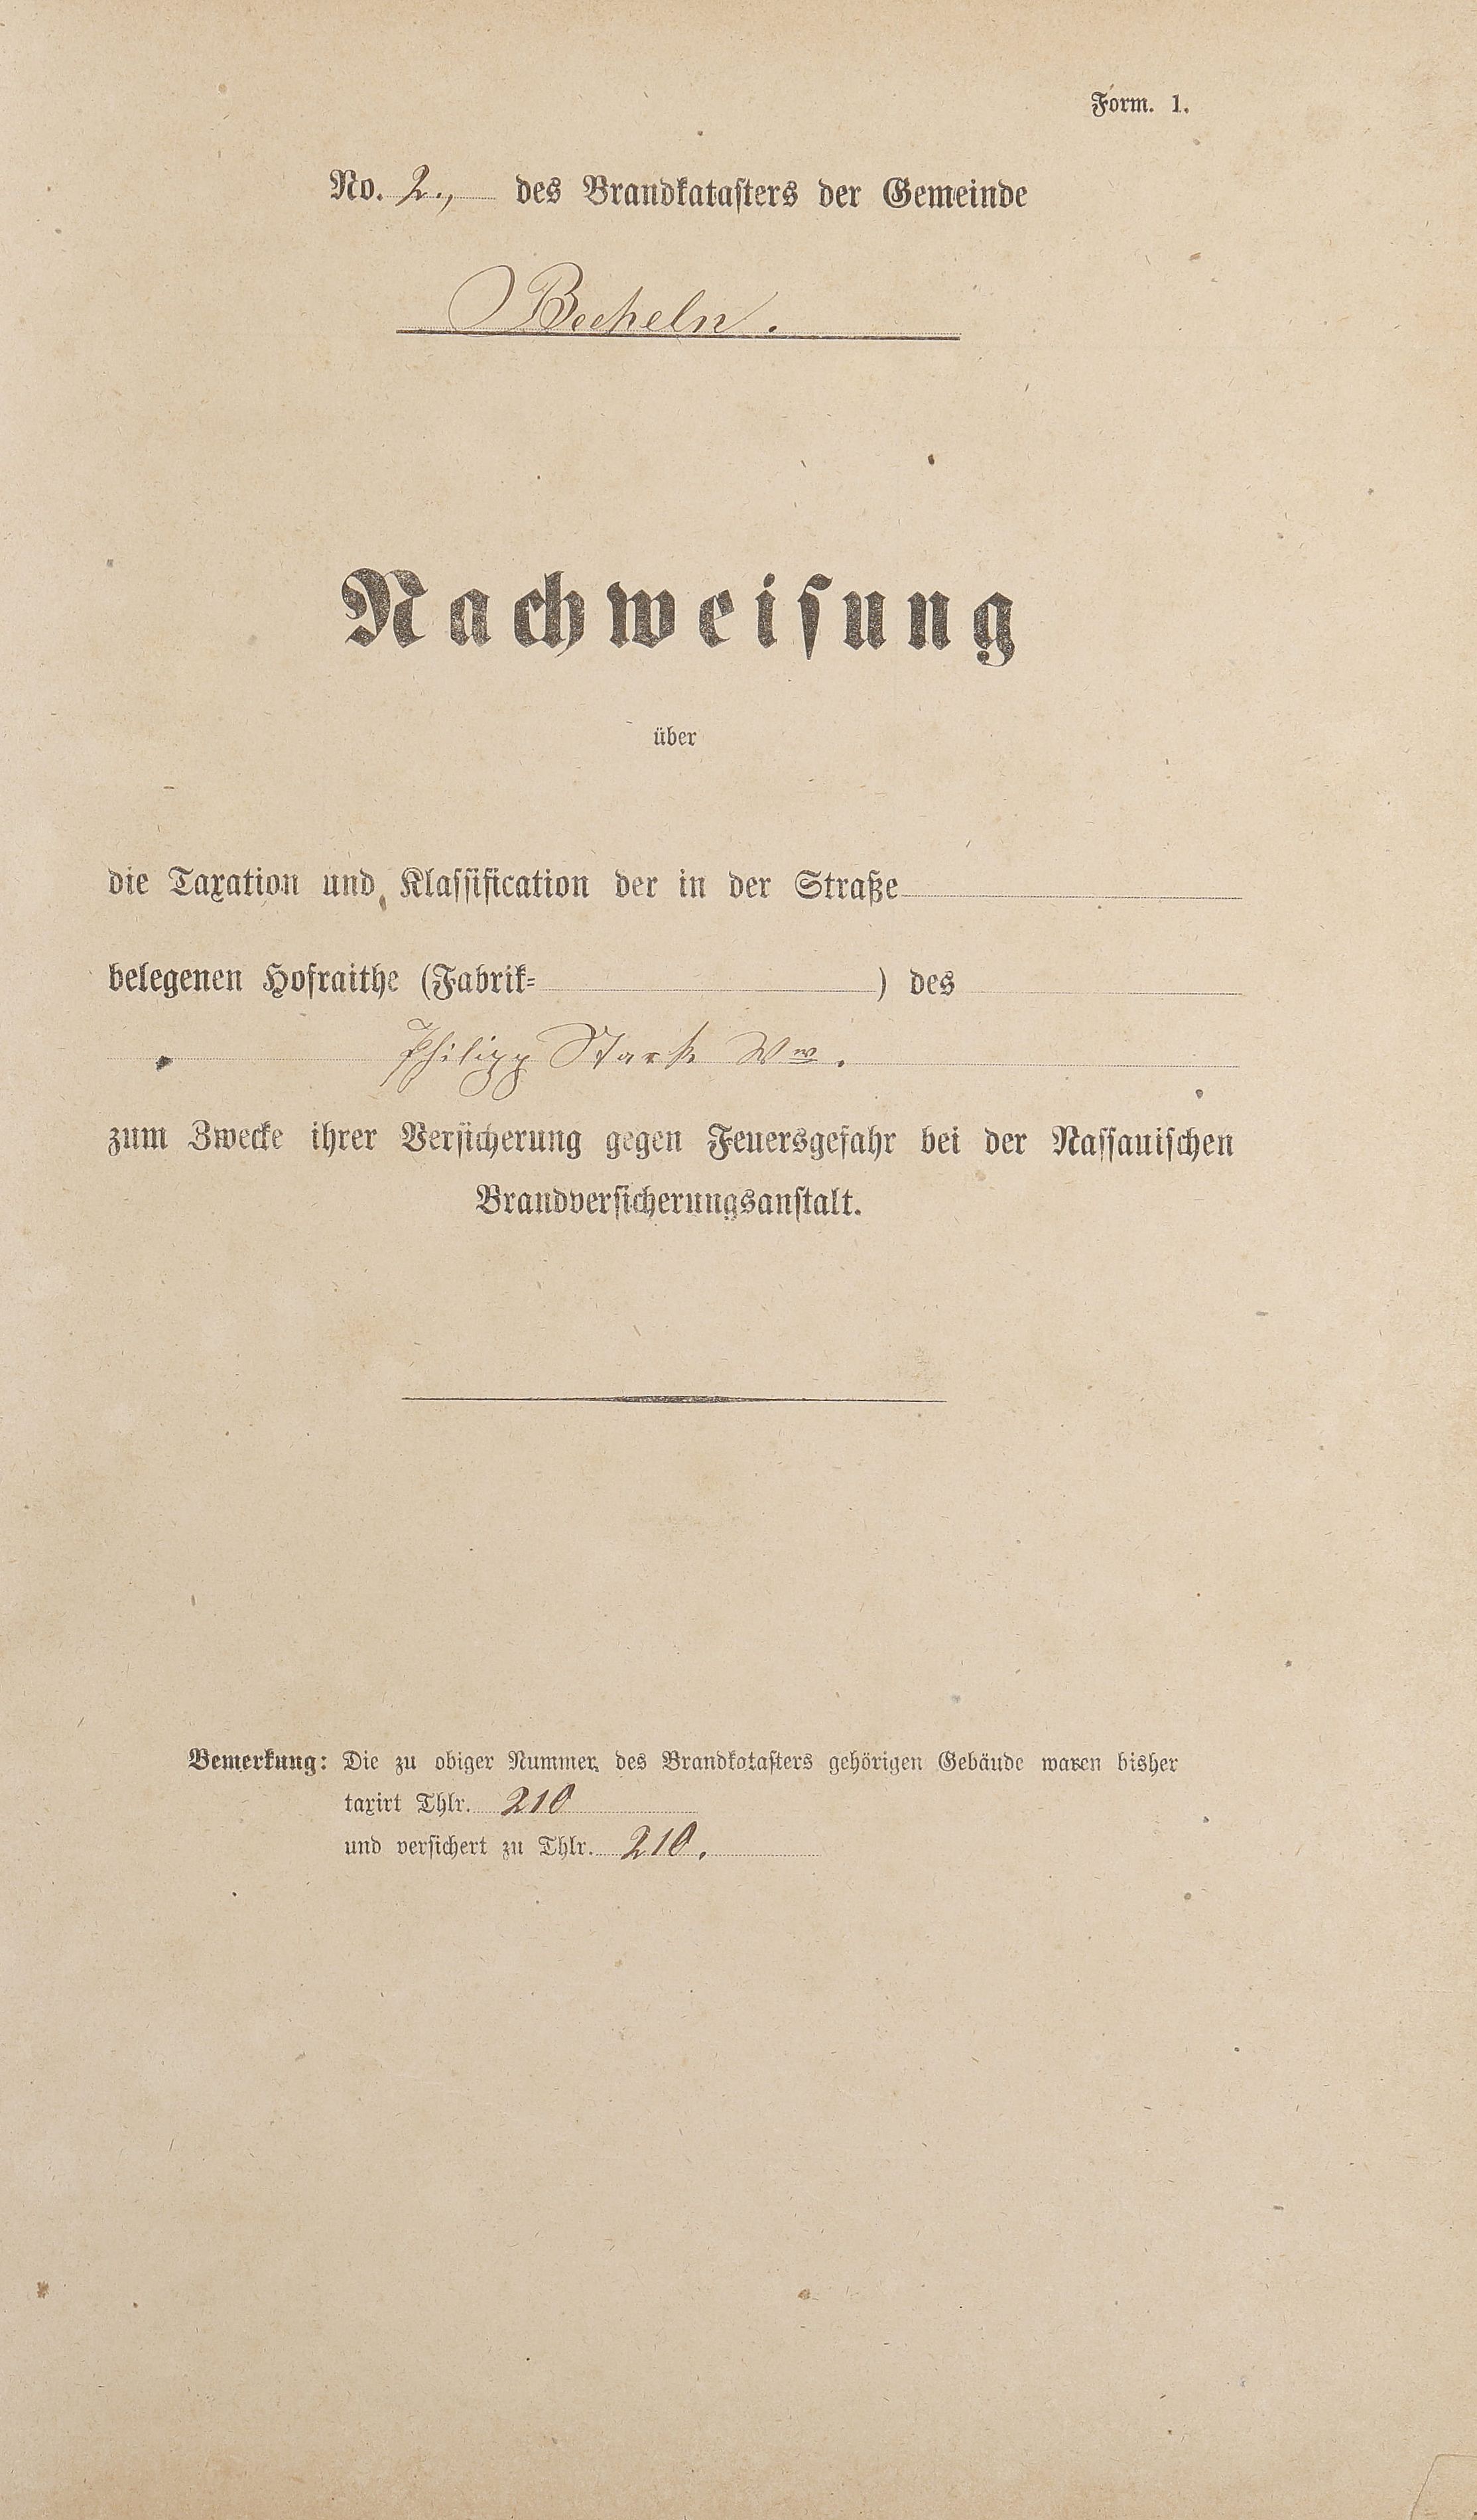 Form. 1.
No. 2., des Brandkatasters der Gemeinde
Becheln.
Nachweisung
über
die Taxation und Klassification der in der Straße
belegenen Hofraithe (Fabrik= ) des
Philipp Stark Ww.
zum Zwecke ihrer Versicherung gegen Feuersgefahr bei der Nassauischen
Brandversicherungsanstalt.
Bemerkung: Die zu obiger Nummer des Brandkatasters gehörigen Gebäude waren bisher
taxirt Thlr. 210
und versichert zu Thlr. 210.